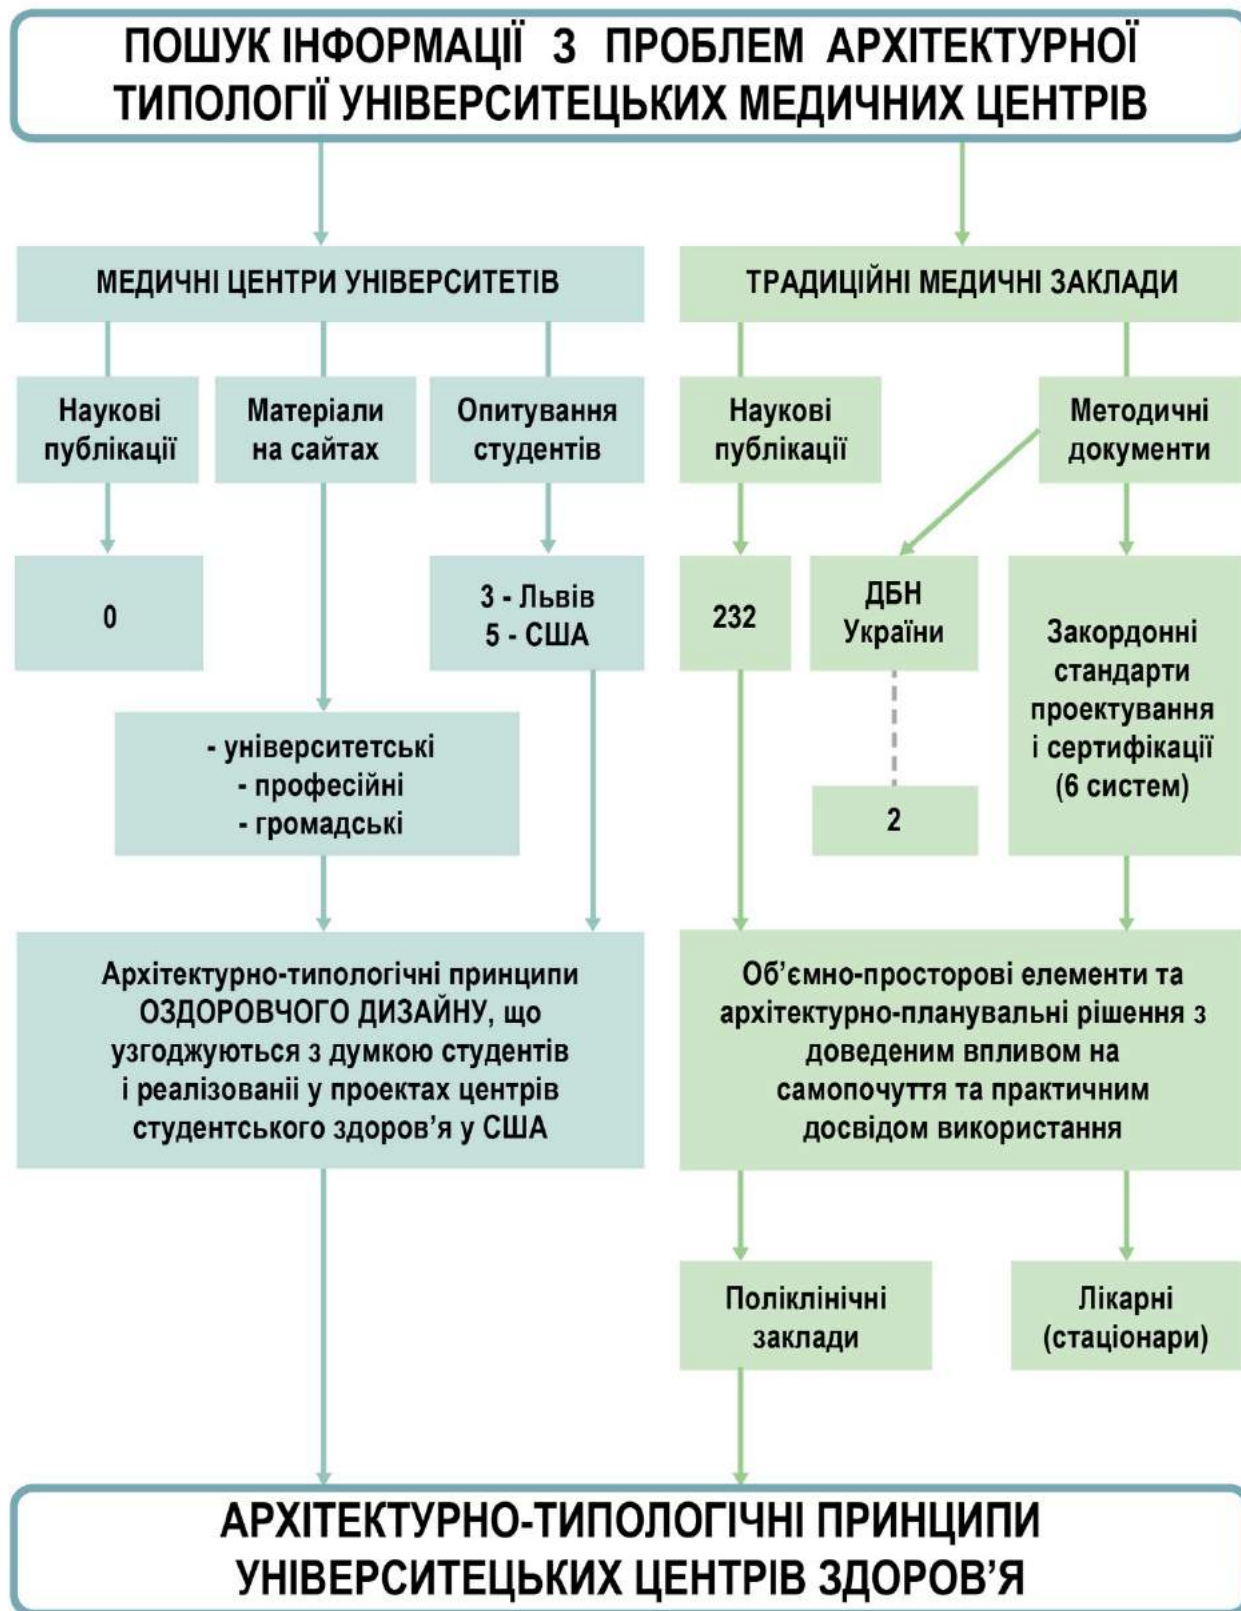 ПОШУК ІНФОРМАЦІЇ З ПРОБЛЕМ АРХІТЕКТУРНОЇ
ТИПОЛОГІЇ УНІВЕРСИТЕЦЬКИХ МЕДИЧНИХ ЦЕНТРІВ
МЕДИЧНІ ЦЕНТРИ УНІВЕРСИТЕТІВ
ТРАДИЦІЙНІ МЕДИЧНІ ЗАКЛАДИ
Наукові
публікації
Матеріали
на сайтах
Опитування
студентів
Наукові
публікації
Методичні
документи
0
3 - Львів
5 - США
232
ДБН
України
Закордонні
стандарти
проектування
і сертифікації
(6 систем)
- університетські
- професійні
- громадські
2
Архітектурно-типологічні принципи
ОЗДОРОВЧОГО ДИЗАЙНУ, що
узгоджуються з думкою студентів
і реалізованіі у проектах центрів
студентського здоров’я у США
Об’ємно-просторові елементи та
архітектурно-планувальні рішення з
доведеним впливом на
самопочуття та практичним
досвідом використання
Поліклінічні
заклади
Лікарні
(стаціонари)
АРХІТЕКТУРНО-ТИПОЛОГІЧНІ ПРИНЦИПИ
УНІВЕРСИТЕЦЬКИХ ЦЕНТРІВ ЗДОРОВ’Я